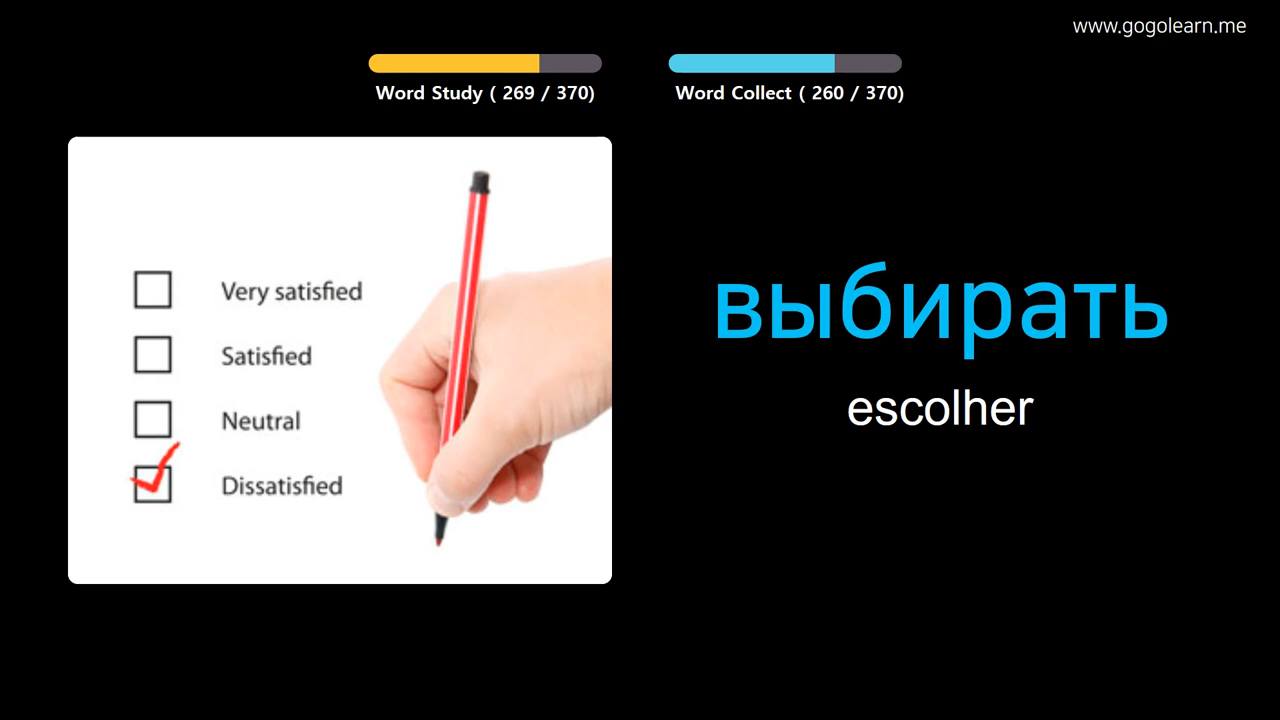 www.gogolearn.me
Word Study ( 269 / 370)
Word Collect ( 260 / 370)
Very satisfied
Satisfied
Neutral
Dissatisfied
выбирать
escolher